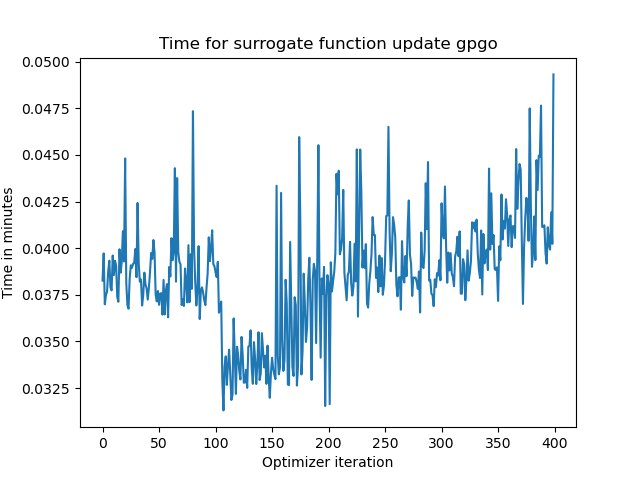 Time for surrogate function update gpgo
Time in minutes
0.0500
0.0475
0.0450
0.0425
0.0400
0.0375
0.0350
0.0325
0 50 100 150 200 250 300 350 400
Optimizer iteration